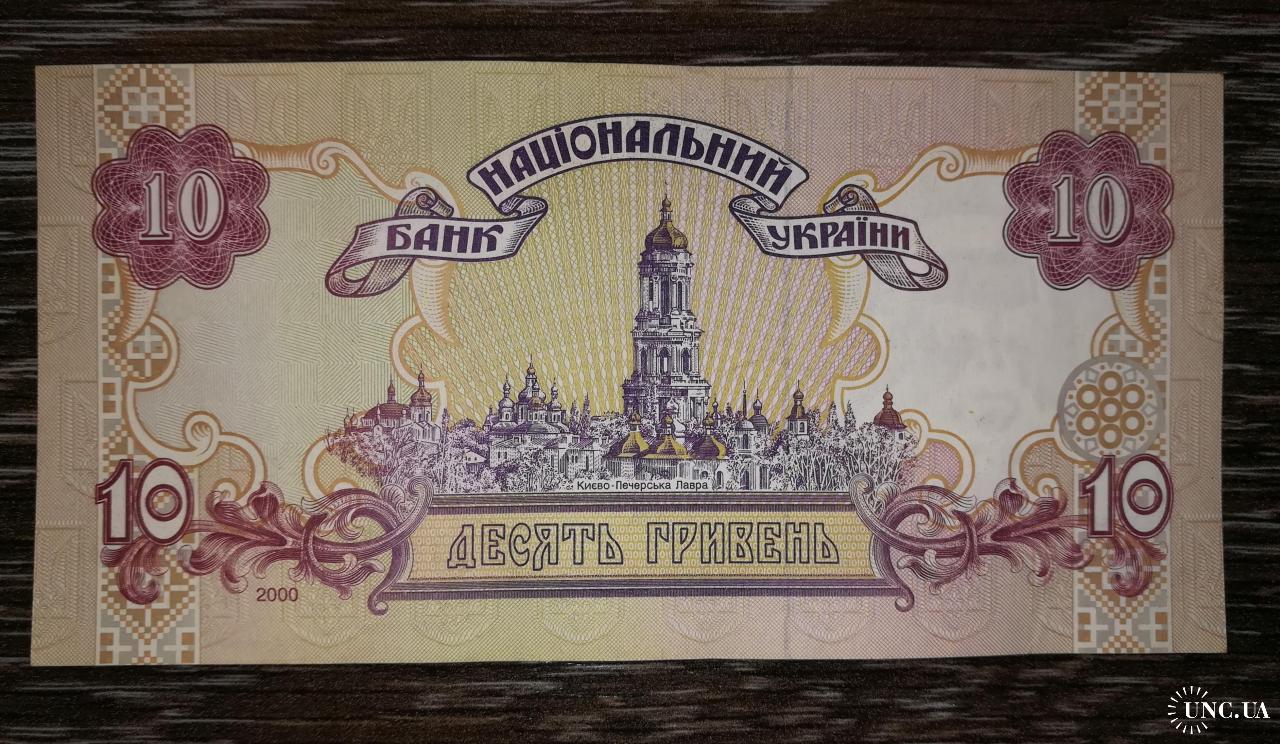 10
НАЦІОНАЛЬНИЙ
10
БАНК
УКРАЇНИ
Києво-Печерська Лавра
10
ДЕСЯТЬ ГРИВЕНЬ
10
2000
UNC.UA